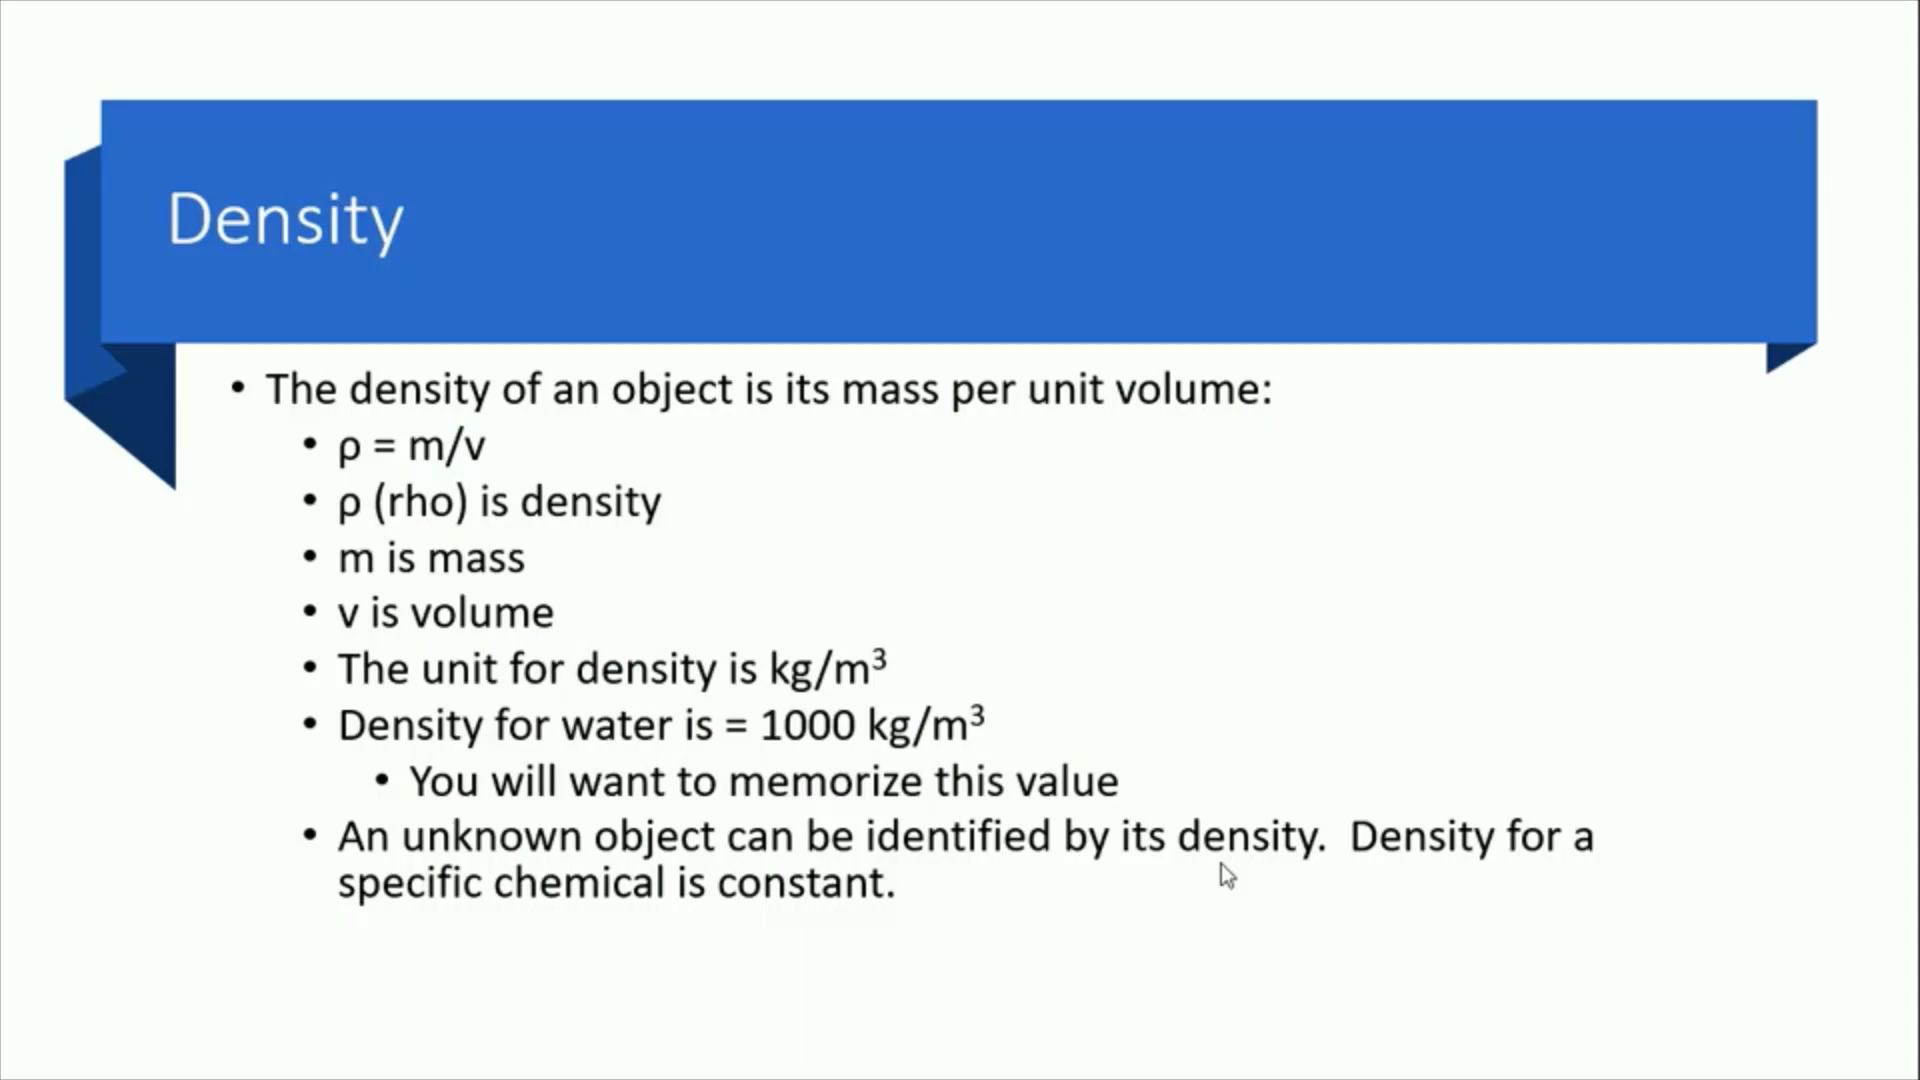 Density
• The density of an object is its mass per unit volume:
• ρ = m/v
• ρ (rho) is density
• m is mass
• v is volume
• The unit for density is kg/m³
• Density for water is = 1000 kg/m³
• You will want to memorize this value
• An unknown object can be identified by its density.  Density for a
specific chemical is constant.